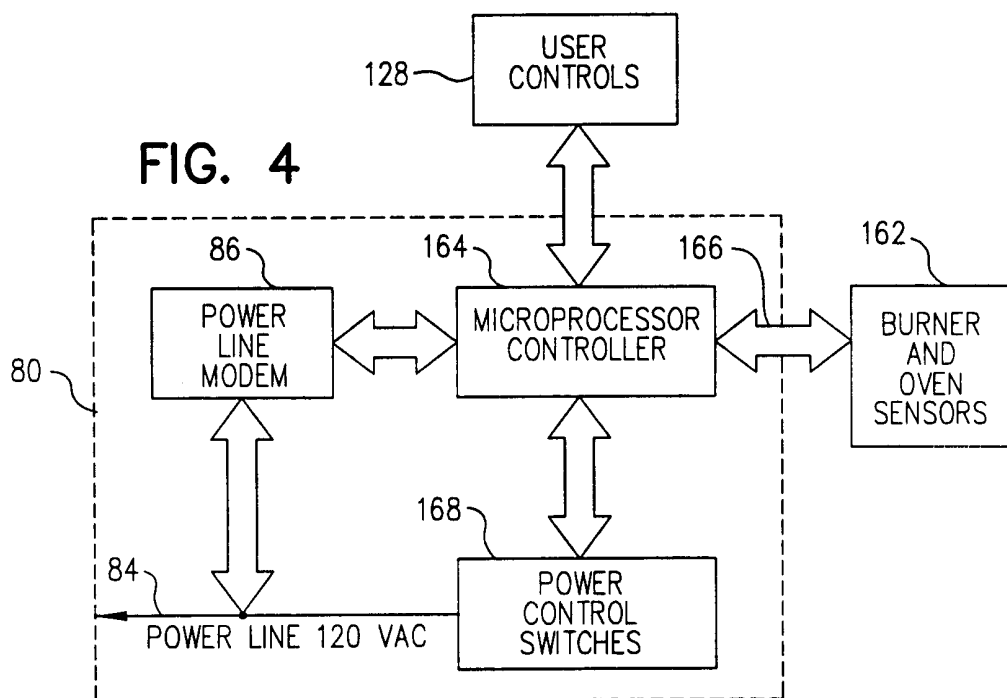 USER
CONTROLS
128
FIG. 4
86
164
166
162
POWER
LINE
MODEM
MICROPROCESSOR
CONTROLLER
BURNER
AND
OVEN
SENSORS
80
168
84
POWER LINE 120 VAC
POWER
CONTROL
SWITCHES